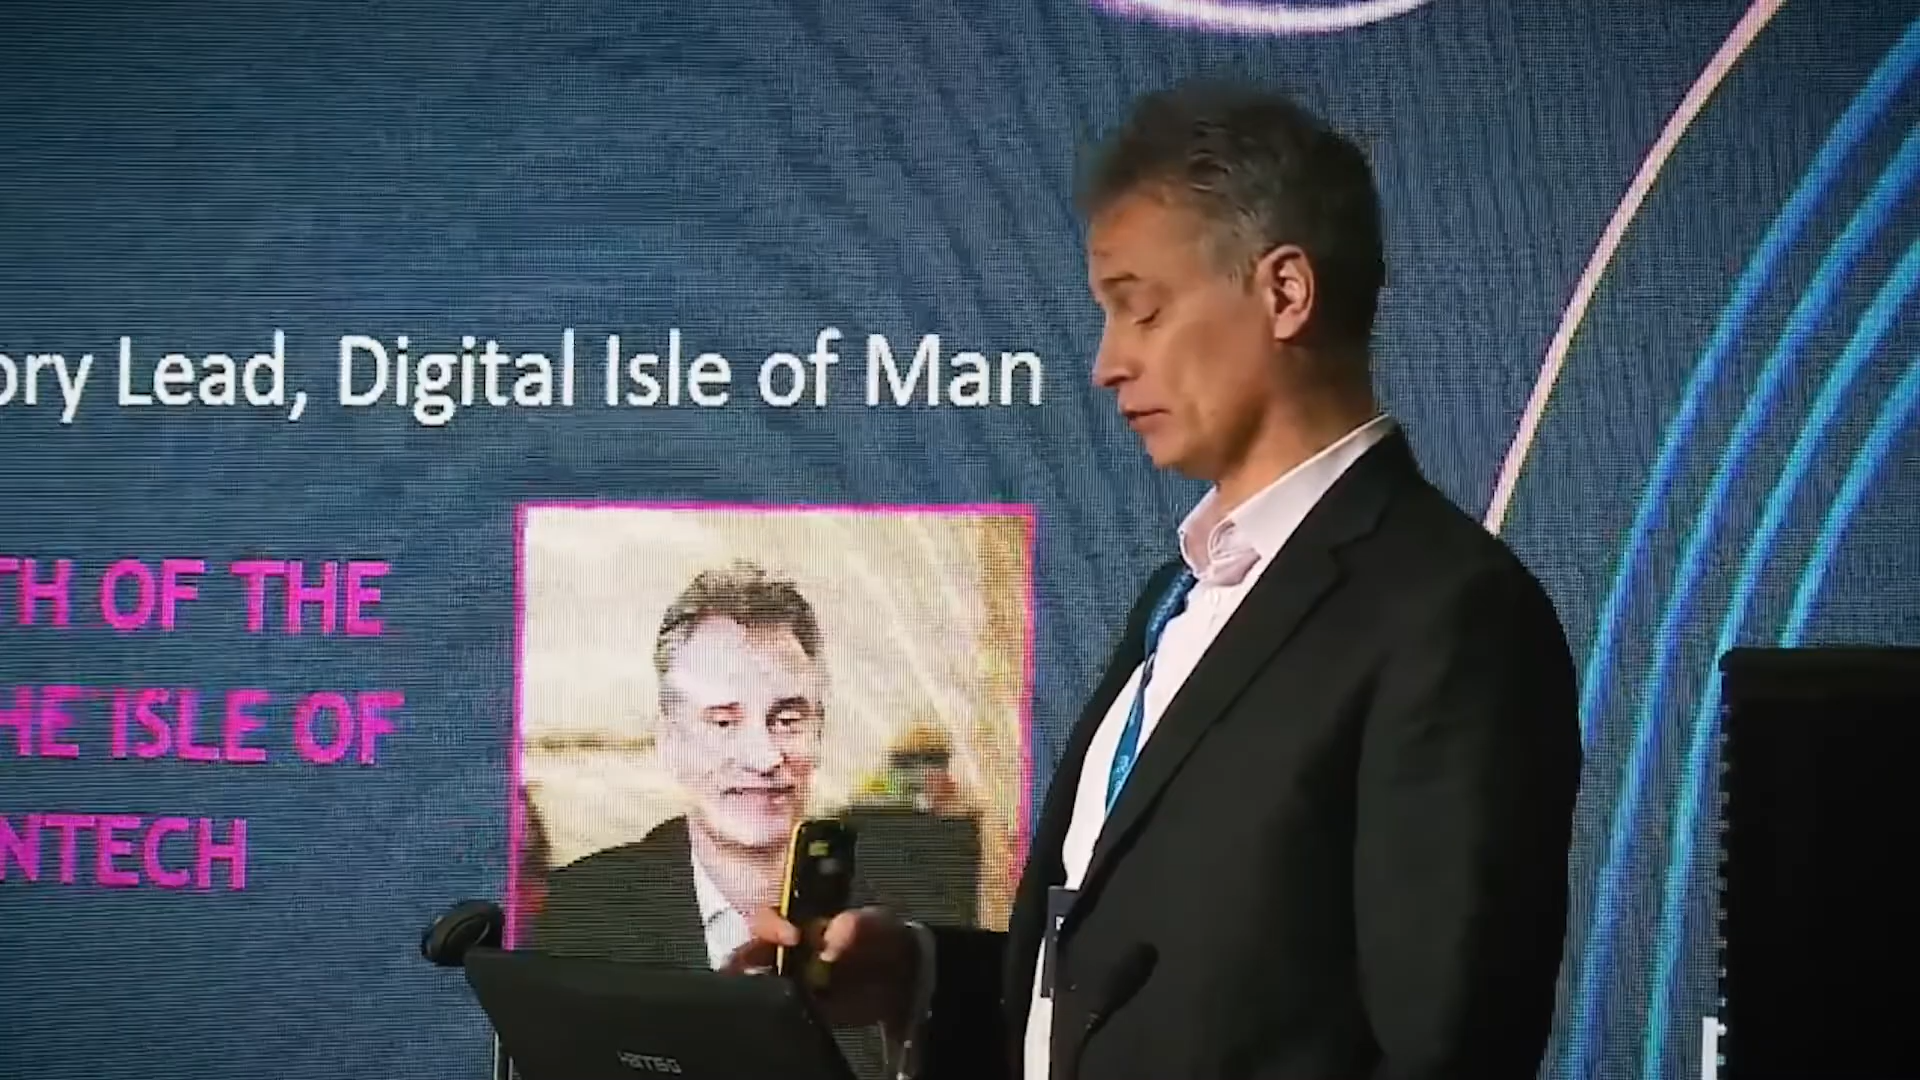 ory Lead, Digital Isle of Man
TH OF THE
HE ISLE OF
NTECH